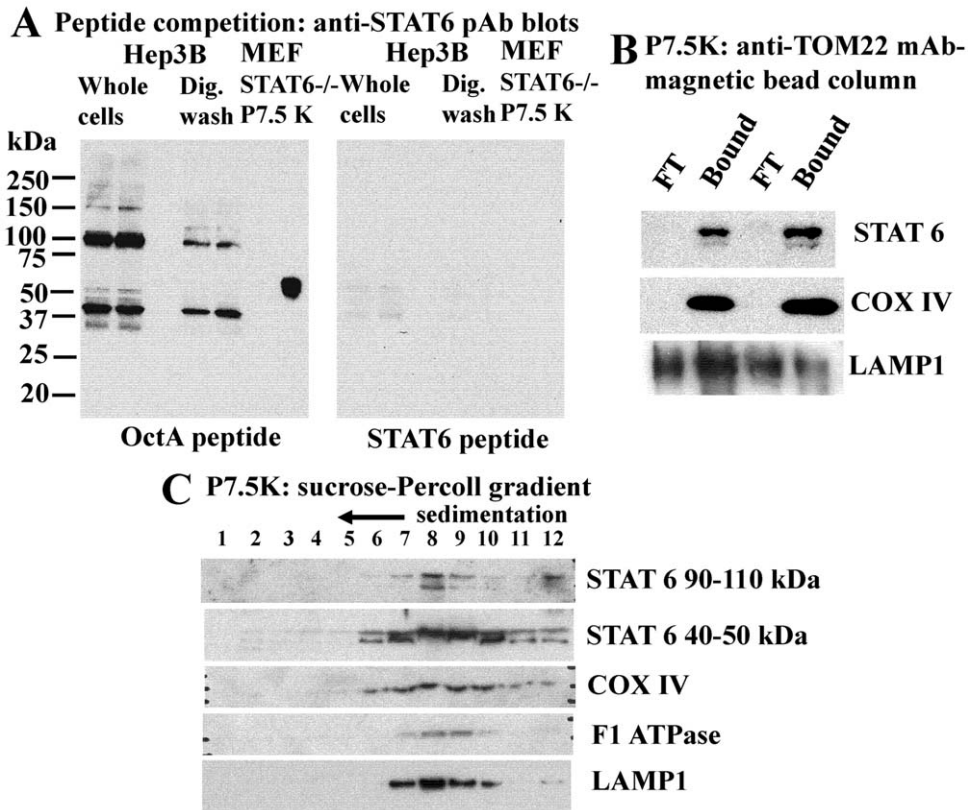 A Peptide competition: anti-STAT6 pAb blots
Hep3B MEF Hep3B MEF
Whole Dig. STAT6-/- Whole Dig. STAT6-/-
cells wash P7.5 K cells wash P7.5 K
kDa
250
150
100
75
50
37
25
20
OctA peptide STAT6 peptide
B P7.5K: anti-TOM22 mAb-
magnetic bead column
FT Bound FT Bound
STAT 6
COX IV
LAMP1
C P7.5K: sucrose-Percoll gradient
sedimentation
1 2 3 4 5 6 7 8 9 10 11 12
STAT 6 90-110 kDa
STAT 6 40-50 kDa
COX IV
F1 ATPase
LAMP1